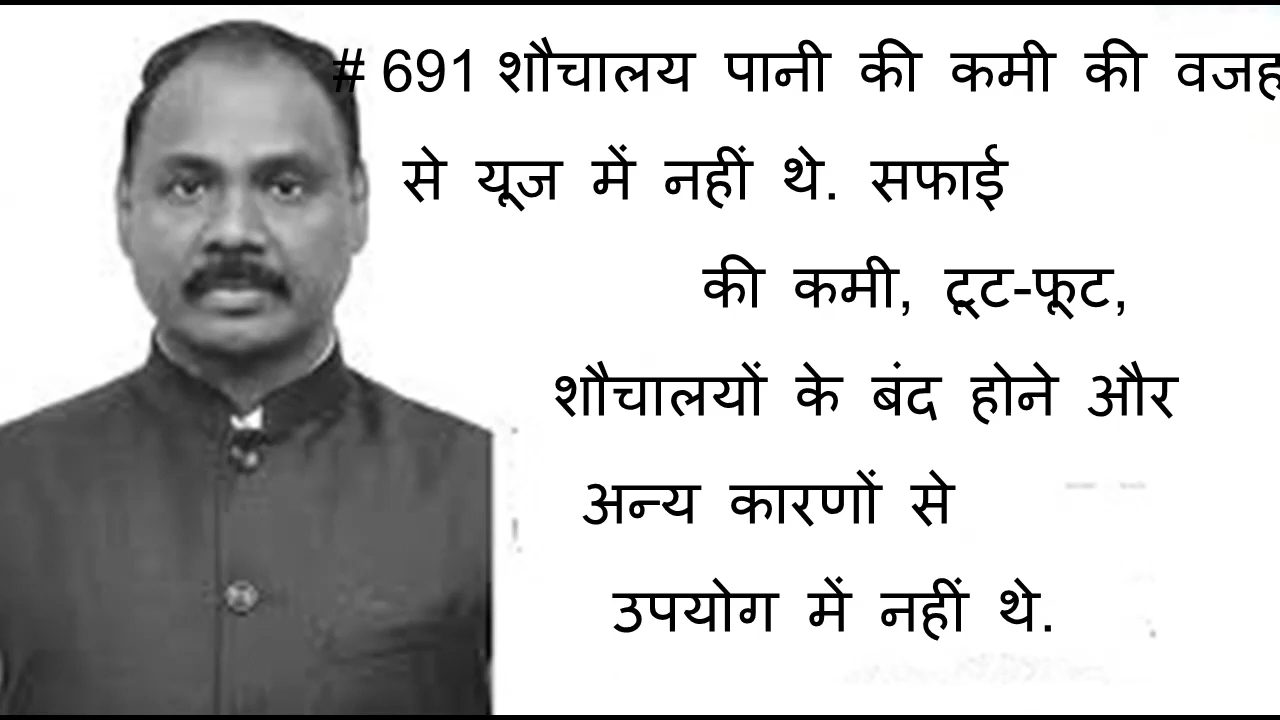 # 691 शौचालय पानी की कमी की वजह
से यूज में नहीं थे. सफाई
की कमी, टूट-फूट,
शौचालयों के बंद होने और
अन्य कारणों से
उपयोग में नहीं थे.